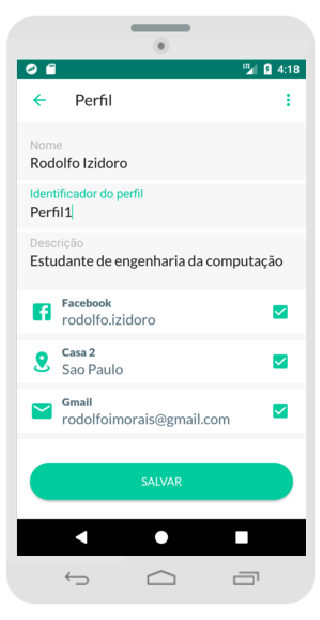 LTE 4:18
Perfil
Nome
Rodolfo Izidoro
Identificador do perfil
Perfil1
Descrição
Estudante de engenharia da computação
Facebook
rodolfo.izidoro
Casa 2
Sao Paulo
Gmail
rodolfoimorais@gmail.com
SALVAR